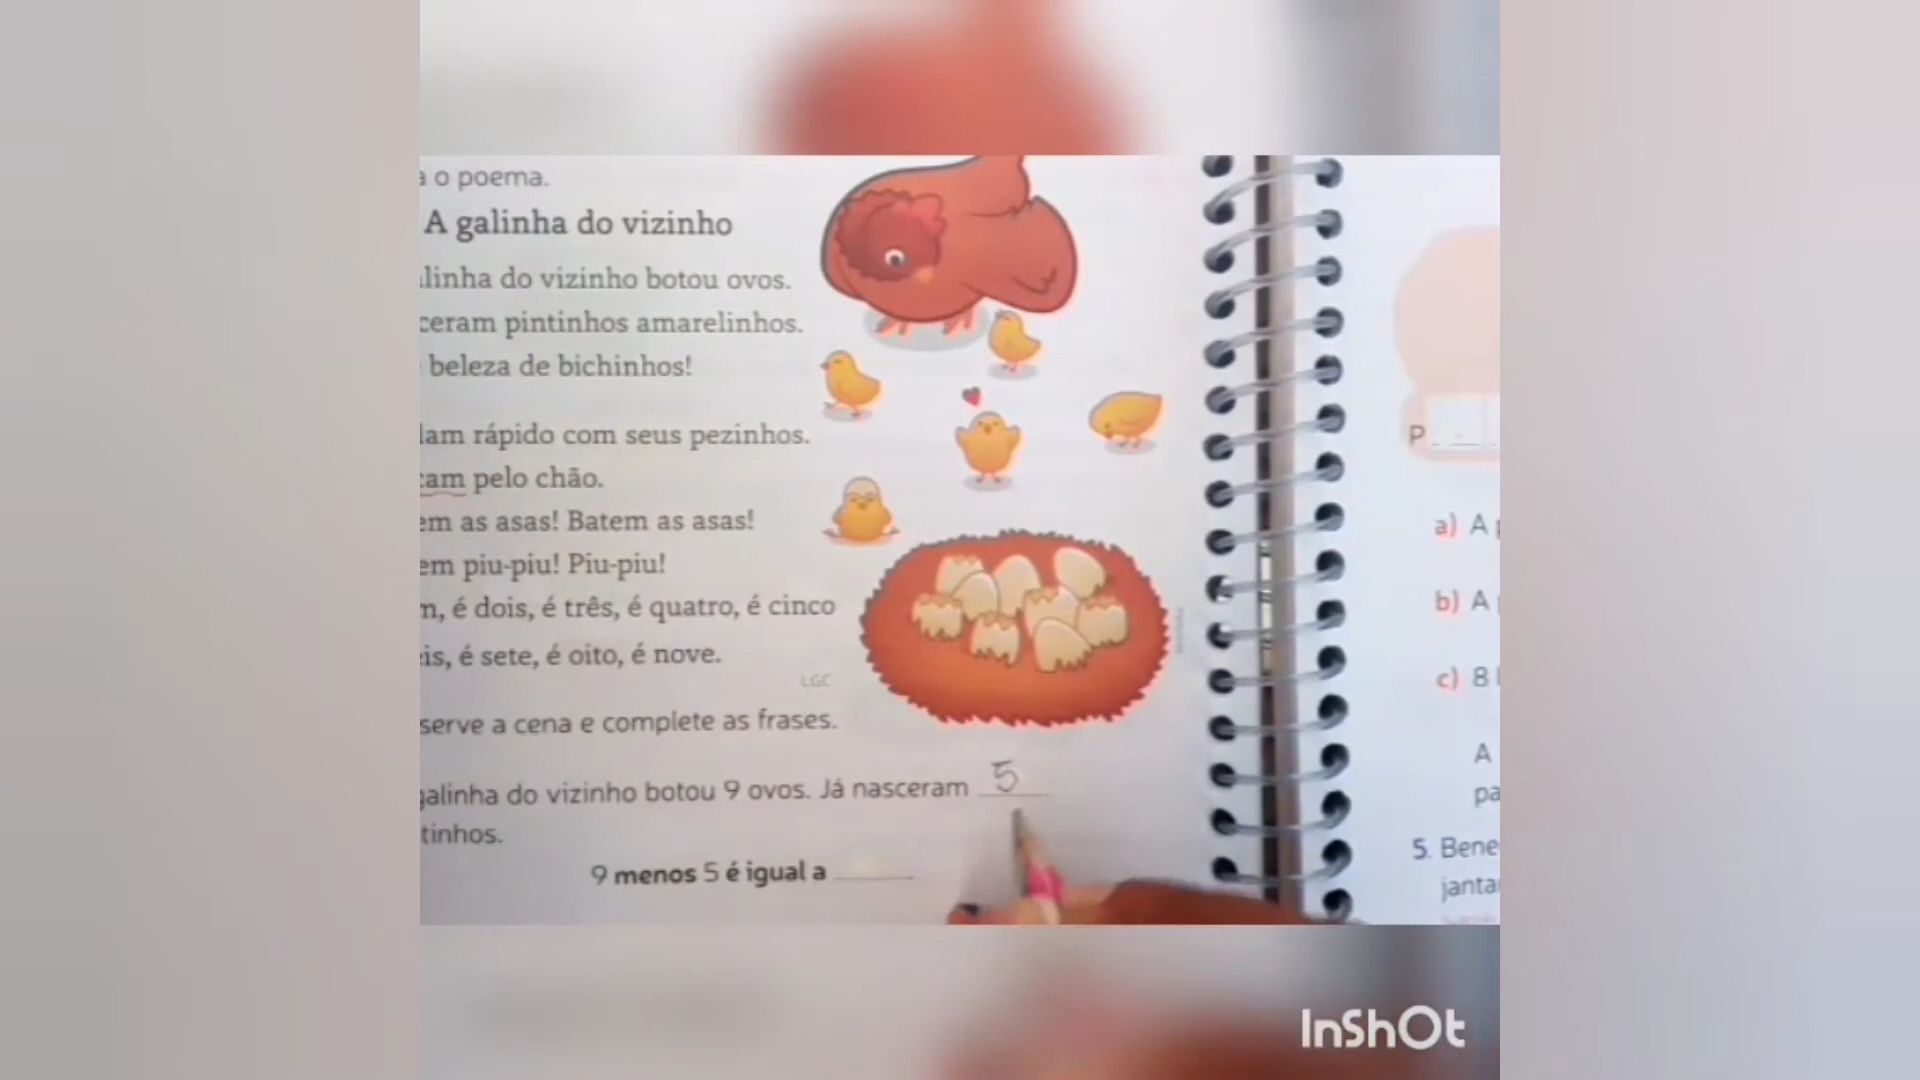 a o poema.
A galinha do vizinho
linha do vizinho botou ovos.
ceram pintinhos amarelinhos.
beleza de bichinhos!
dam rápido com seus pezinhos.
cam pelo chão.
em as asas! Batem as asas!
em piu-piu! Piu-piu!
m, é dois, é três, é quatro, é cinco
eis, é sete, é oito, é nove.
LGC
serve a cena e complete as frases.
galinha do vizinho botou 9 ovos. Já nasceram 5
tinhos.
9 menos 5 é igual a
P
a) A
b) A
c) 8
A
pa
5. Bene
janta
InShOt